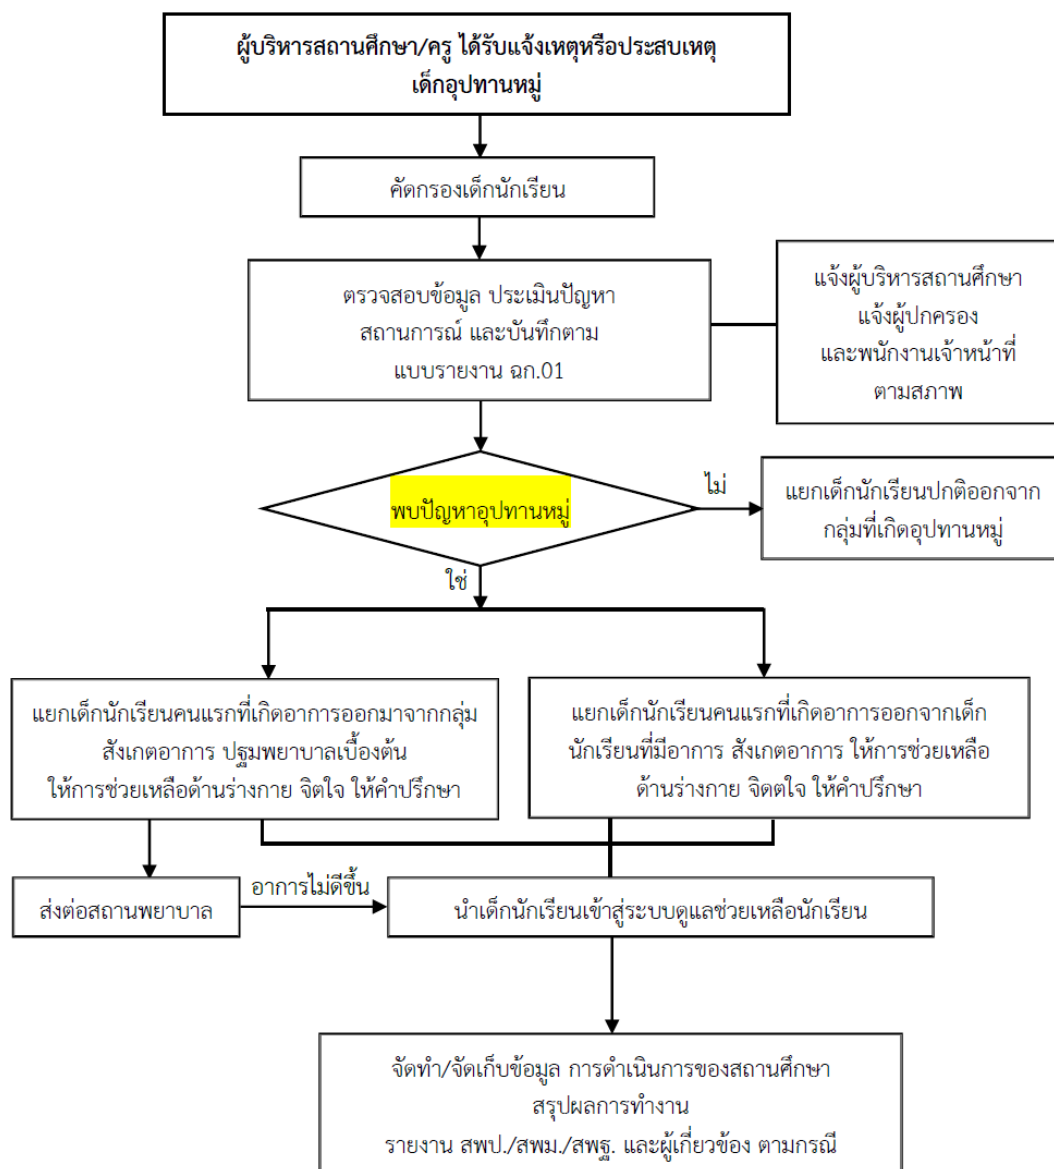 ผู้บริหารสถานศึกษา/ครู ได้รับแจ้งเหตุหรือประสบเหตุ
เด็กอุปทานหมู่
คัดกรองเด็กนักเรียน
ตรวจสอบข้อมูล ประเมินปัญหา
สถานการณ์ และบันทึกตาม
แบบรายงาน ฉก.01
แจ้งผู้บริหารสถานศึกษา
แจ้งผู้ปกครอง
และพนักงานเจ้าหน้าที่
ตามสภาพ
พบปัญหาอุปทานหมู่
ไม่
แยกเด็กนักเรียนปกติออกจาก
กลุ่มที่เกิดอุปทานหมู่
ใช่
แยกเด็กนักเรียนคนแรกที่เกิดอาการออกมาจากกลุ่ม
สังเกตอาการ ปฐมพยาบาลเบื้องต้น
ให้การช่วยเหลือด้านร่างกาย จิตใจ ให้คำปรึกษา
แยกเด็กนักเรียนคนแรกที่เกิดอาการออกจากเด็ก
นักเรียนที่มีอาการ สังเกตอาการ ให้การช่วยเหลือ
ด้านร่างกาย จิดตใจ ให้คำปรึกษา
ส่งต่อสถานพยาบาล
อาการไม่ดีขึ้น
นำเด็กนักเรียนเข้าสู่ระบบดูแลช่วยเหลือนักเรียน
จัดทำ/จัดเก็บข้อมูล การดำเนินการของสถานศึกษา
สรุปผลการทำงาน
รายงาน สพป./สพม./สพฐ. และผู้เกี่ยวข้อง ตามกรณี